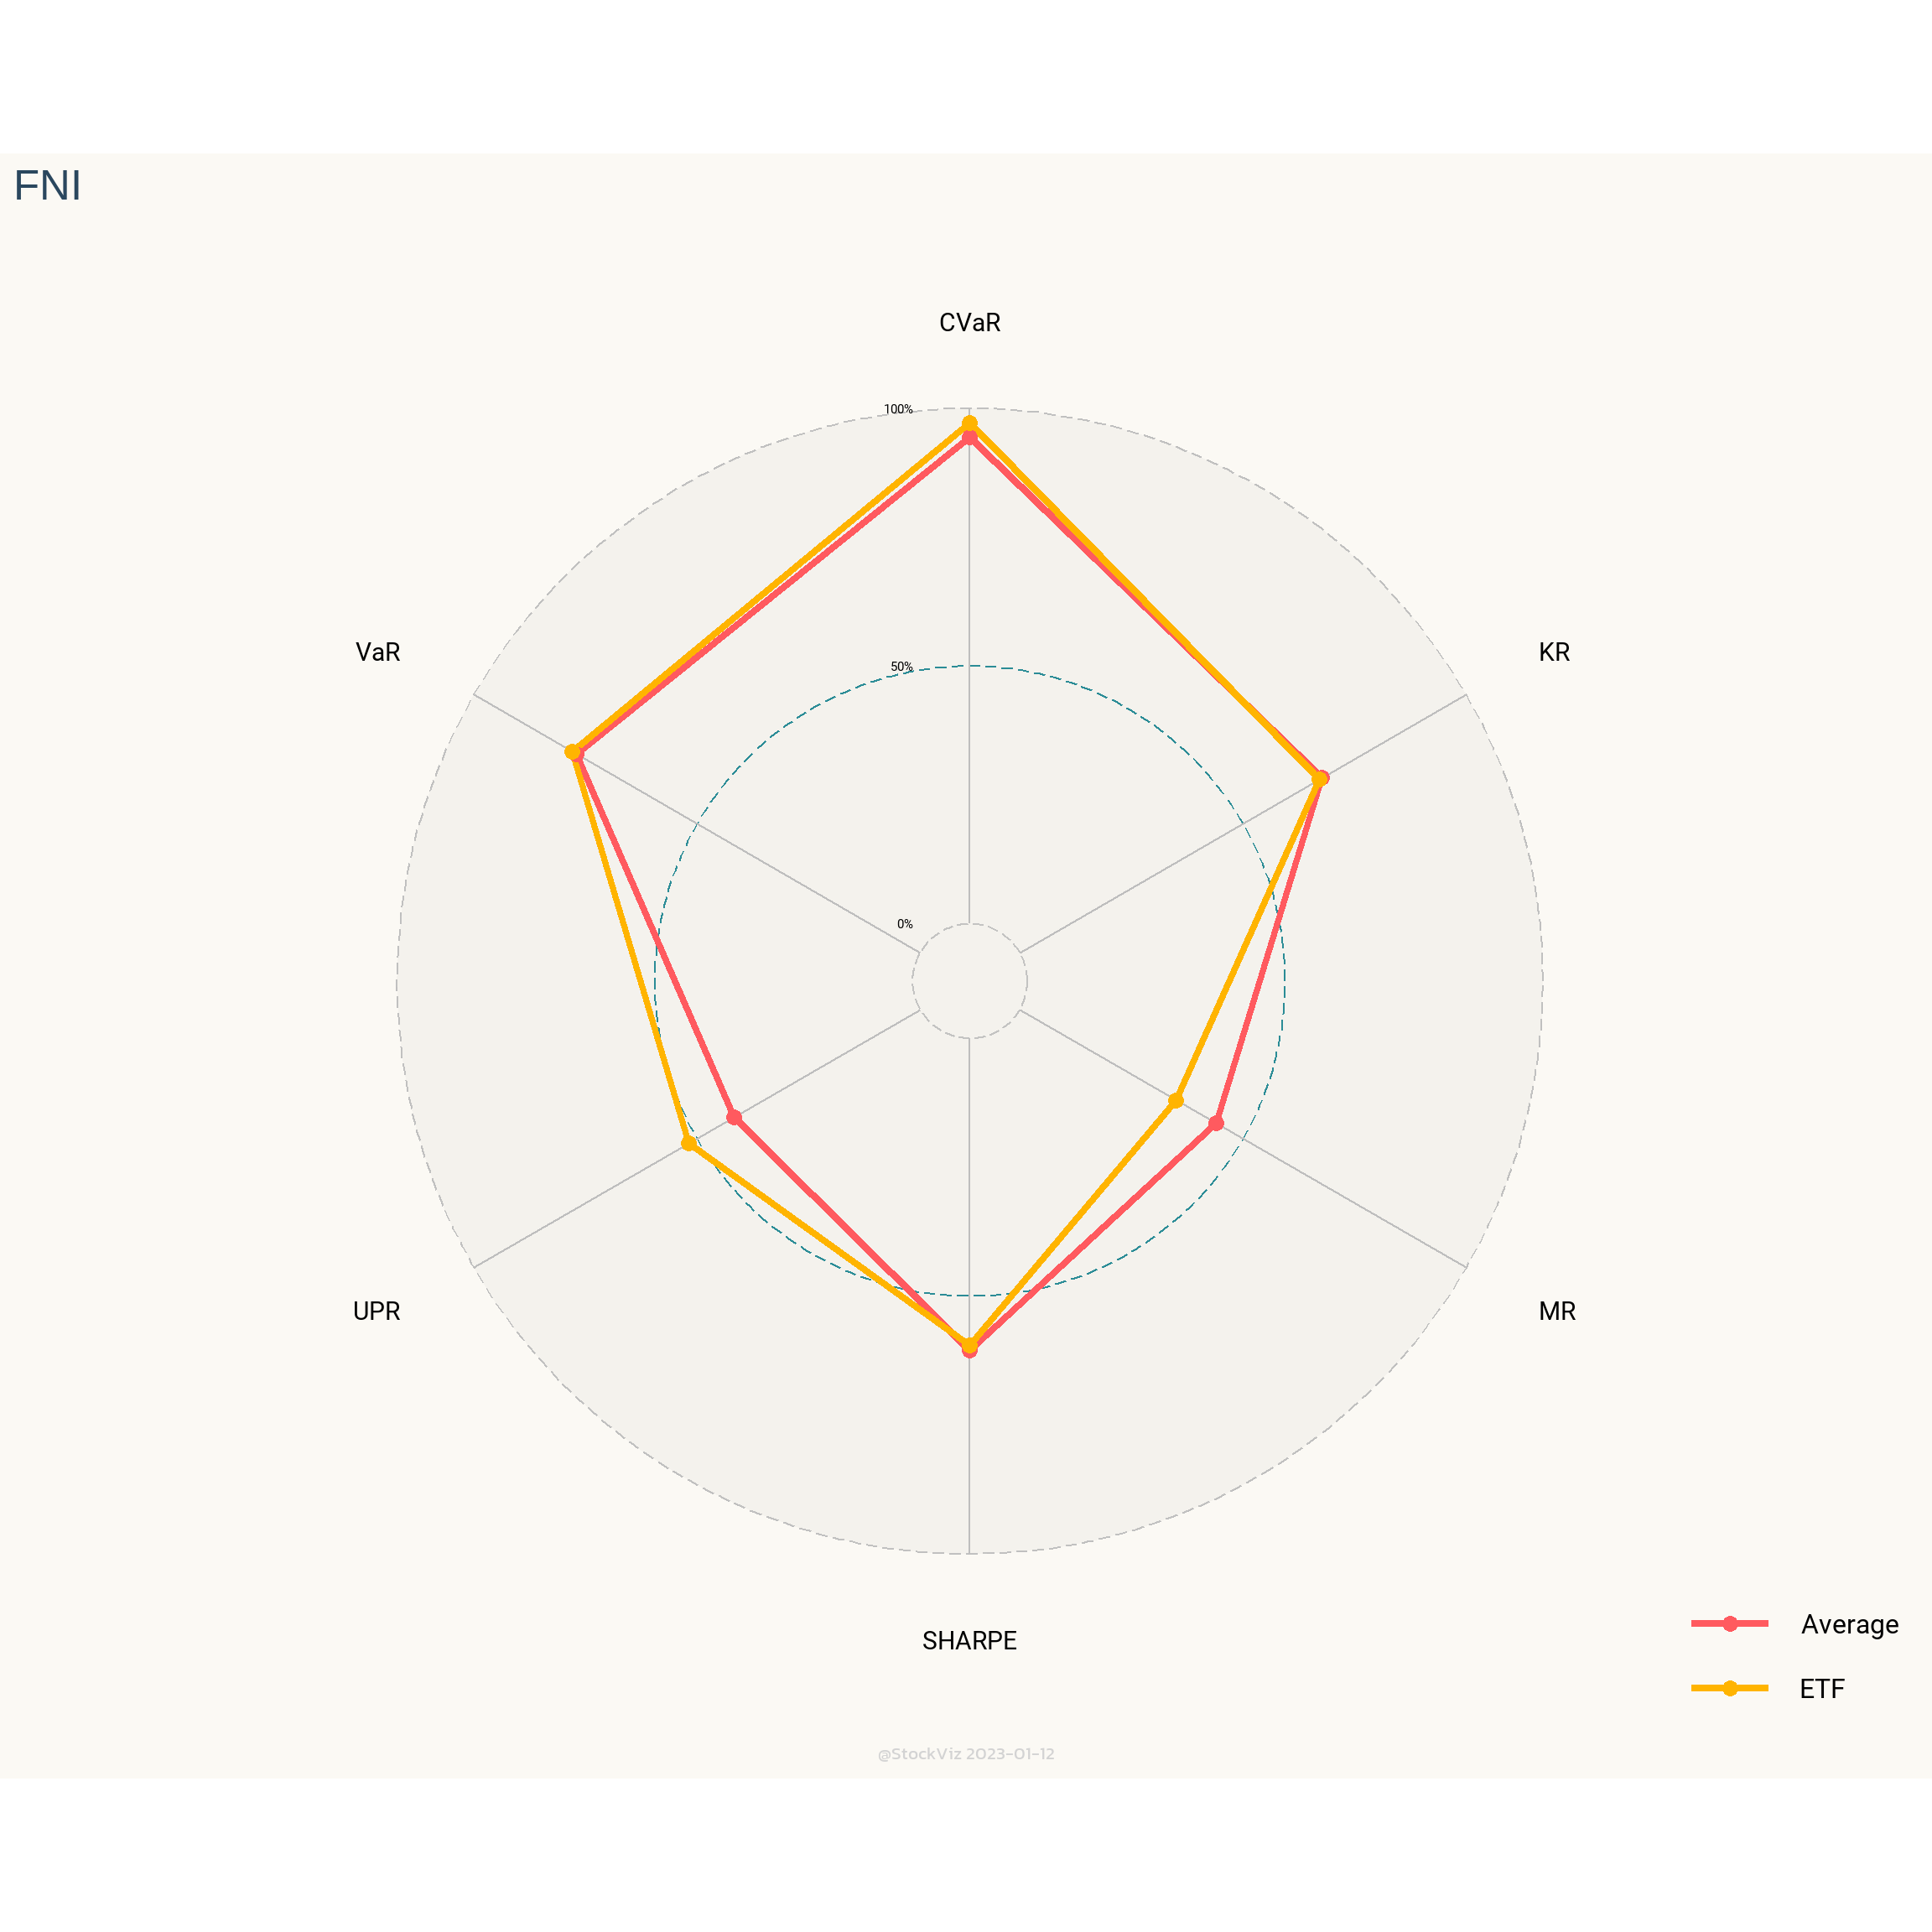 FNI
CVaR
100%
VaR
KR
50%
0%
UPR
MR
SHARPE
Average
ETF
@StockViz 2023-01-12